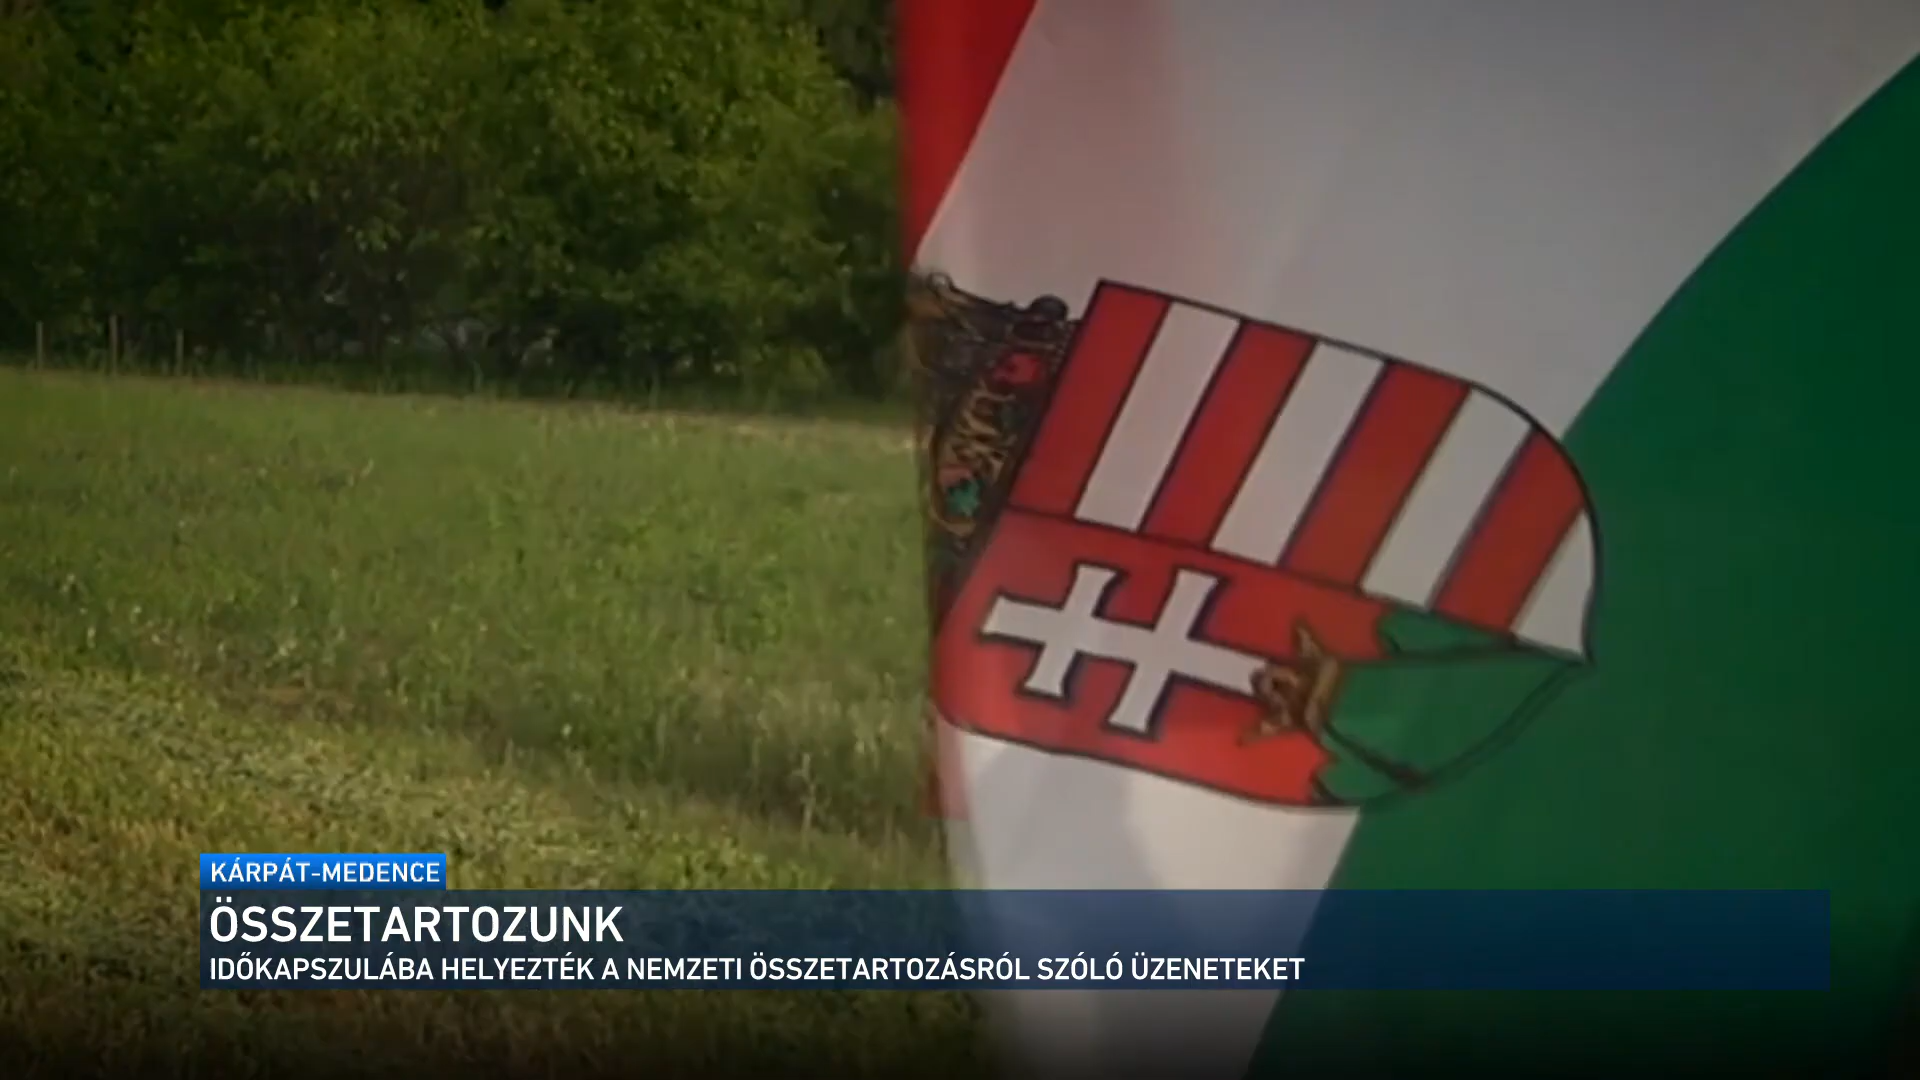 KÁRPÁT-MEDENCE
ÖSSZETARTOZUNK
IDŐKAPSZULÁBA HELYEZTÉK A NEMZETI ÖSSZETARTOZÁSRÓL SZÓLÓ ÜZENETEKET